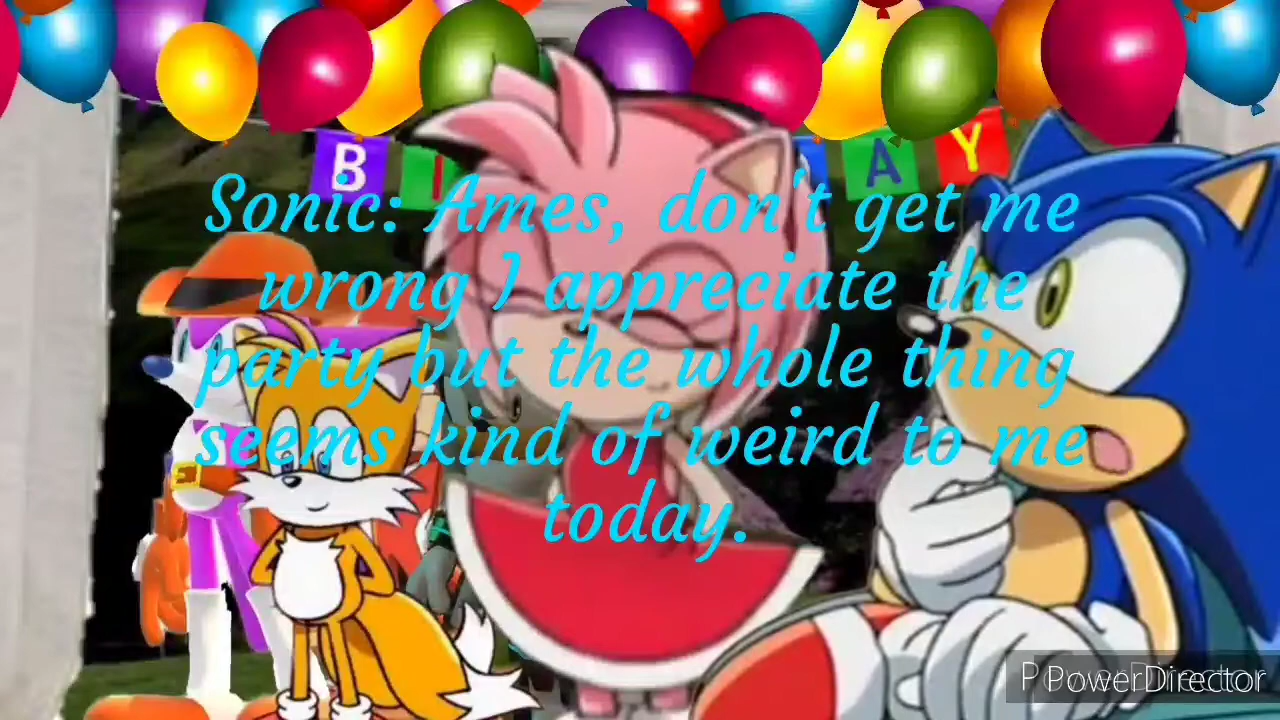 B I A Y
Sonic: Ames, don't get me
wrong I appreciate the
party but the whole thing
seems kind of weird to me
today.
PowerDirector